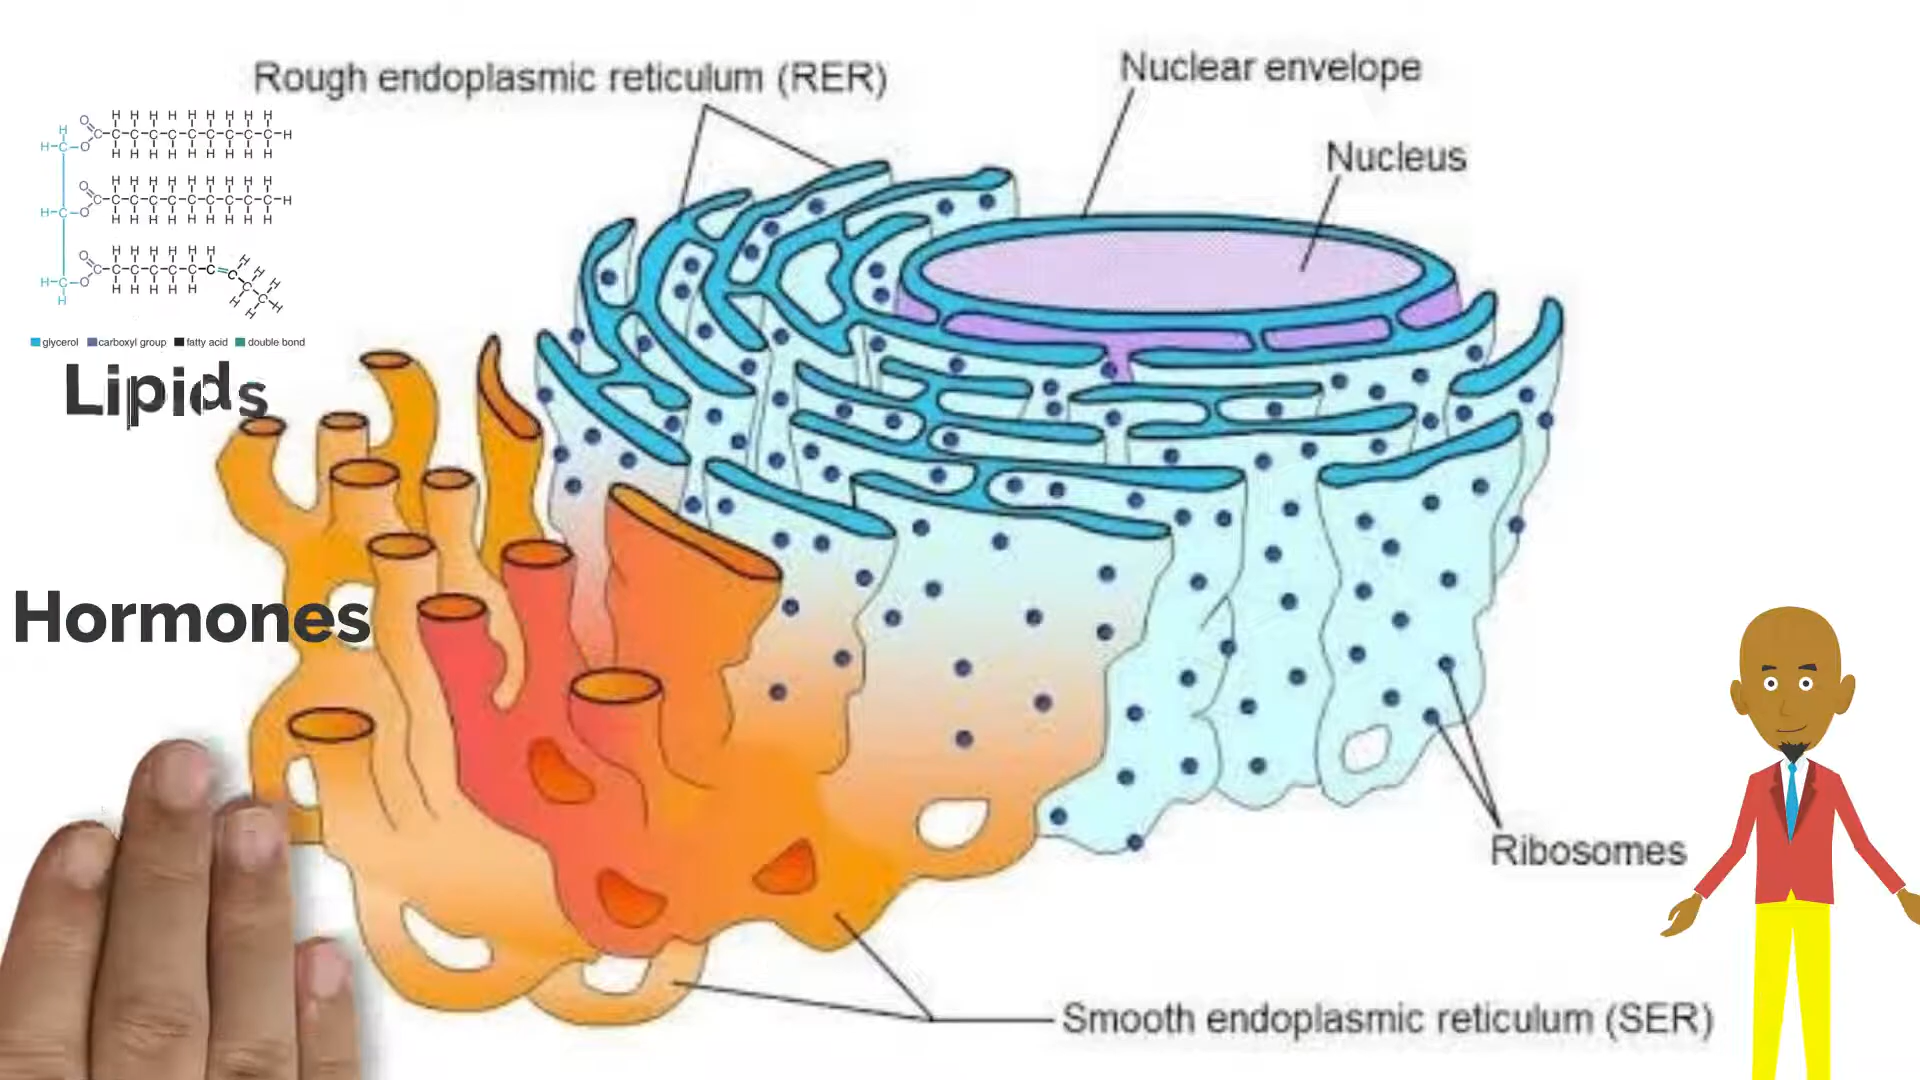 Rough endoplasmic reticulum (RER)
Nuclear envelope
Nucleus
glycerol carboxyl group fatty acid double bond
Lipids
Hormones
Ribosomes
Smooth endoplasmic reticulum (SER)